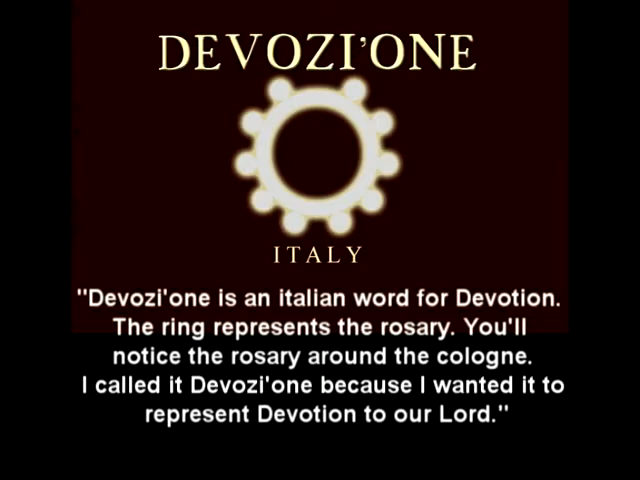 DEVOZI'ONE
ITALY
"Devozi'one is an italian word for Devotion.
The ring represents the rosary. You'll
notice the rosary around the cologne.
I called it Devozi'one because I wanted it to
represent Devotion to our Lord."